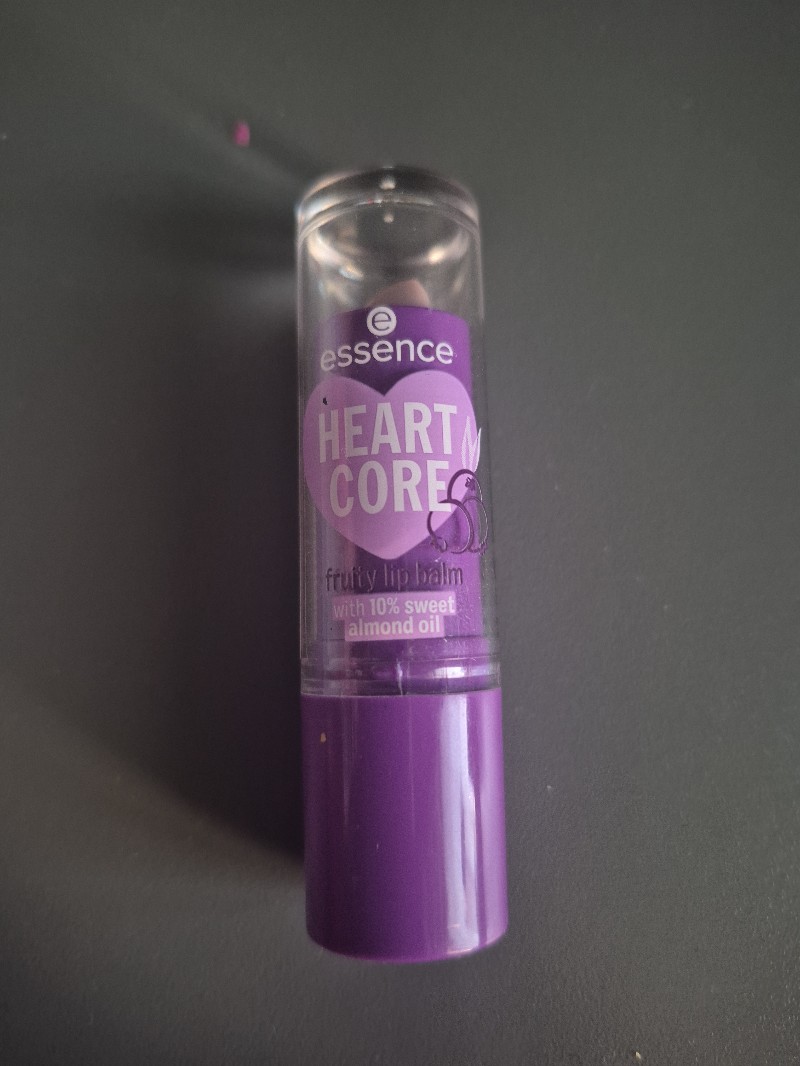 e
essence
HEART
CORE
fruity lip balm
with 10% sweet
almond oil